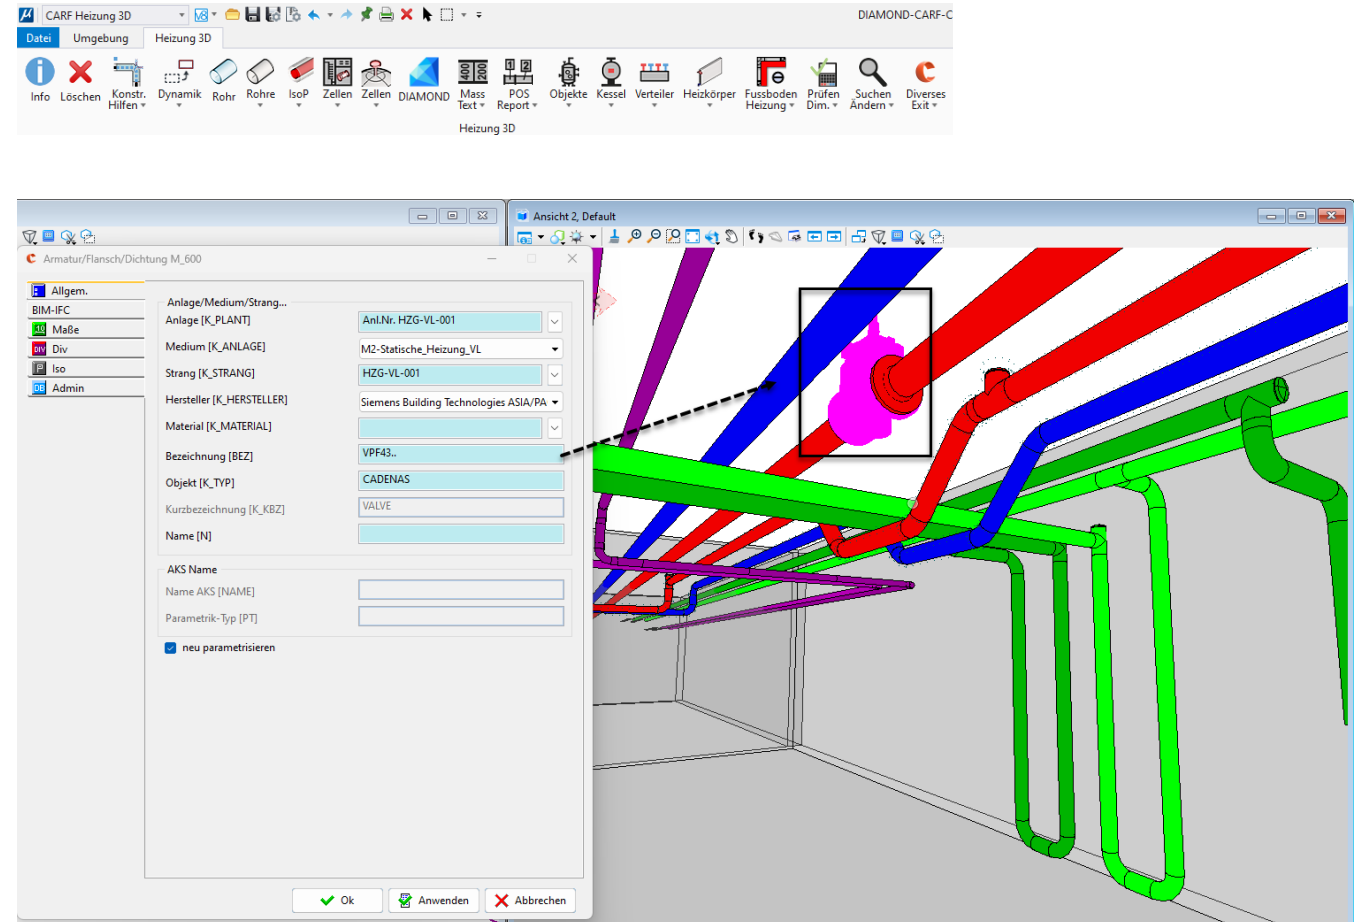 CARF Heizung 3D
DIAMOND-CARF-C
Datei Umgebung Heizung 3D
Info Löschen Konstr. Hilfen Dynamik Rohr Rohre IsoP Zellen Zellen DIAMOND Mass Text POS Report Objekte Kessel Verteiler Heizkörper Fussboden Heizung Prüfen Dim. Suchen Ändern Diverses Exit
Heizung 3D
Ansicht 2, Default
Armatur/Flansch/Dichtung M_600
Allgem.
BIM-IFC
Maße
Div
Iso
Admin
Anlage/Medium/Strang...
Anlage [K_PLANT] Anl.Nr. HZG-VL-001
Medium [K_ANLAGE] M2-Statische_Heizung_VL
Strang [K_STRANG] HZG-VL-001
Hersteller [K_HERSTELLER] Siemens Building Technologies ASIA/PA
Material [K_MATERIAL]
Bezeichnung [BEZ] VPF43..
Objekt [K_TYP] CADENAS
Kurzbezeichnung [K_KBZ] VALVE
Name [N]
AKS Name
Name AKS [NAME]
Parametrik-Typ [PT]
neu parametrisieren
Ok Anwenden Abbrechen